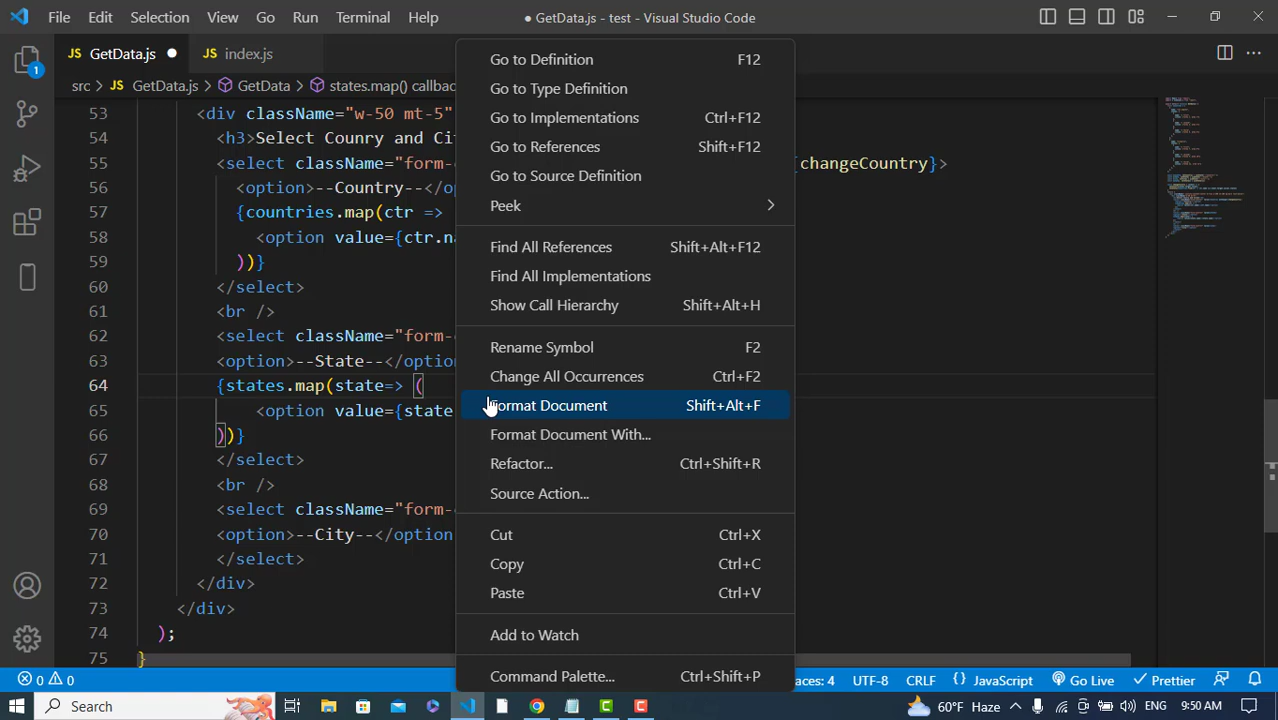 File Edit Selection View Go Run Terminal Help ● GetData.js - test - Visual Studio Code
JS GetData.js ● JS index.js
src > JS GetData.js > GetData > states.map() callbac
53 <div className="w-50 mt-5"
54 <h3>Select Counry and Cit
55 <select className="form- {changeCountry}>
56 <option>--Country--</op
57 {countries.map(ctr =>
58 <option value={ctr.na
59 ))}
60 </select>
61 <br />
62 <select className="form-
63 <option>--State--</optio
64 {states.map(state=> (
65 <option value={state
66 ))}
67 </select>
68 <br />
69 <select className="form-
70 <option>--City--</option
71 </select>
72 </div>
73 </div>
74 );
75 }
Go to Definition F12
Go to Type Definition
Go to Implementations Ctrl+F12
Go to References Shift+F12
Go to Source Definition
Peek >
Find All References Shift+Alt+F12
Find All Implementations
Show Call Hierarchy Shift+Alt+H
Rename Symbol F2
Change All Occurrences Ctrl+F2
Format Document Shift+Alt+F
Format Document With...
Refactor... Ctrl+Shift+R
Source Action...
Cut Ctrl+X
Copy Ctrl+C
Paste Ctrl+V
Add to Watch
Command Palette... Ctrl+Shift+P
1
0 0 paces: 4 UTF-8 CRLF {} JavaScript Go Live Prettier
Search 60°F Haze ENG 9:50 AM